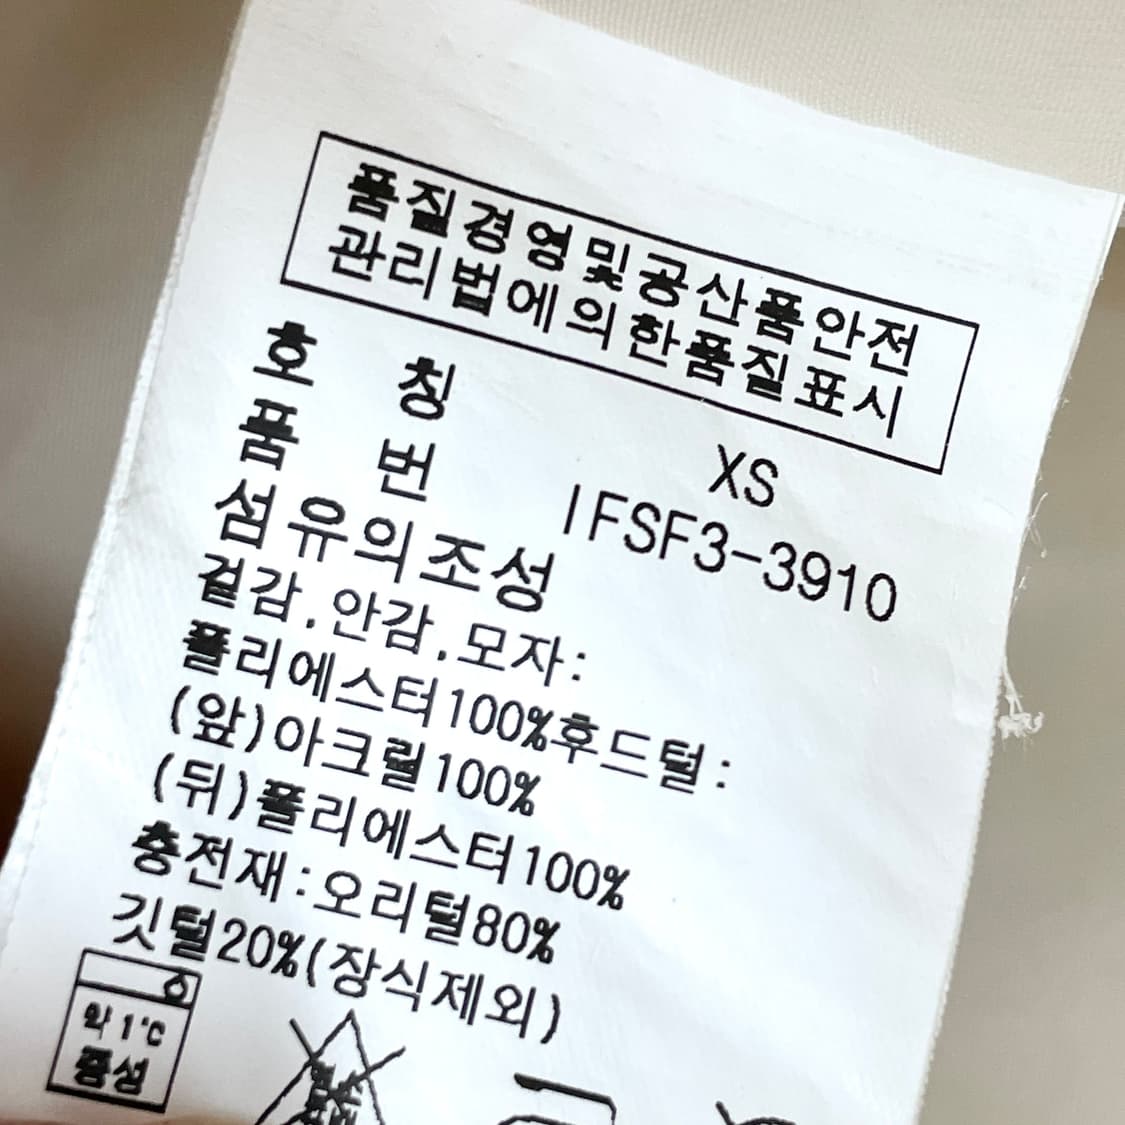 품질경영및공산품안전
관리법에의한품질표시
호 칭 XS
품 번 IFSF3-3910
섬유의조성
겉감.안감.모자:
폴리에스터100%후드털:
(앞)아크릴100%
(뒤)폴리에스터100%
충전재:오리털80%
깃털20%(장식제외)
약 1℃
중성